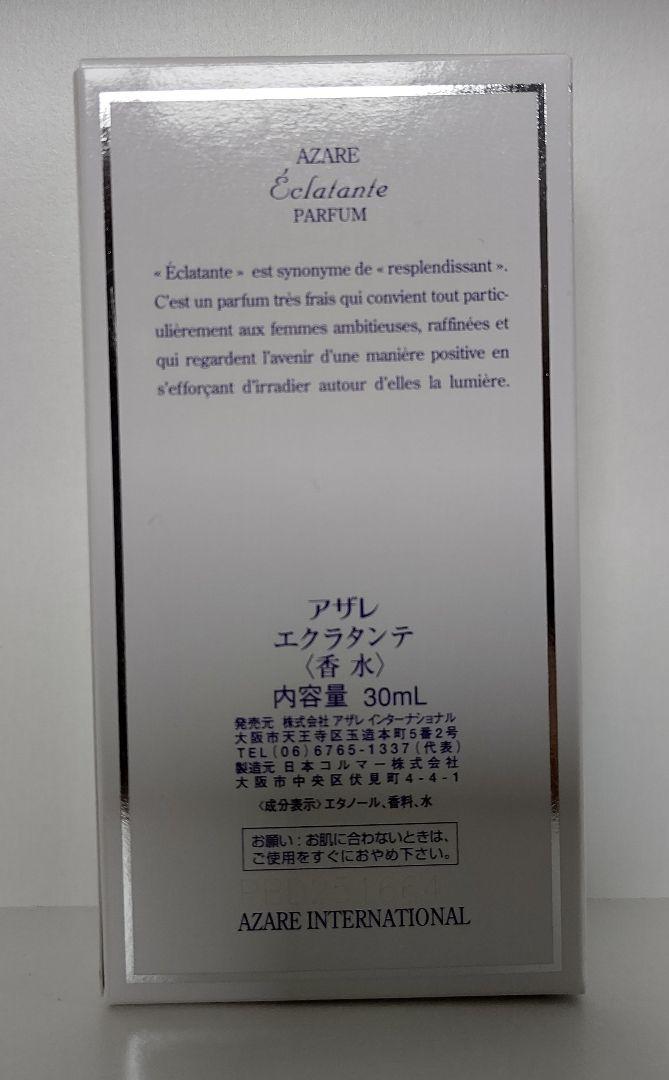 AZARE
Éclatante
PARFUM
« Éclatante » est synonyme de « resplendissant ».
C'est un parfum très frais qui convient tout partic-
ulièrement aux femmes ambitieuses, raffinées et
qui regardent l'avenir d'une manière positive en
s'efforçant d'irradier autour d'elles la lumière.
アザレ
エクラタンテ
〈香 水〉
内容量 30mL
発売元 株式会社 アザレ インターナショナル
大阪市天王寺区玉造本町5番2号
TEL(06)6765-1337(代表)
製造元 日本コルマー株式会社
大阪市中央区伏見町4-4-1
〈成分表示〉エタノール、香料、水
お願い:お肌に合わないときは、
ご使用をすぐにおやめ下さい。
AZARE INTERNATIONAL